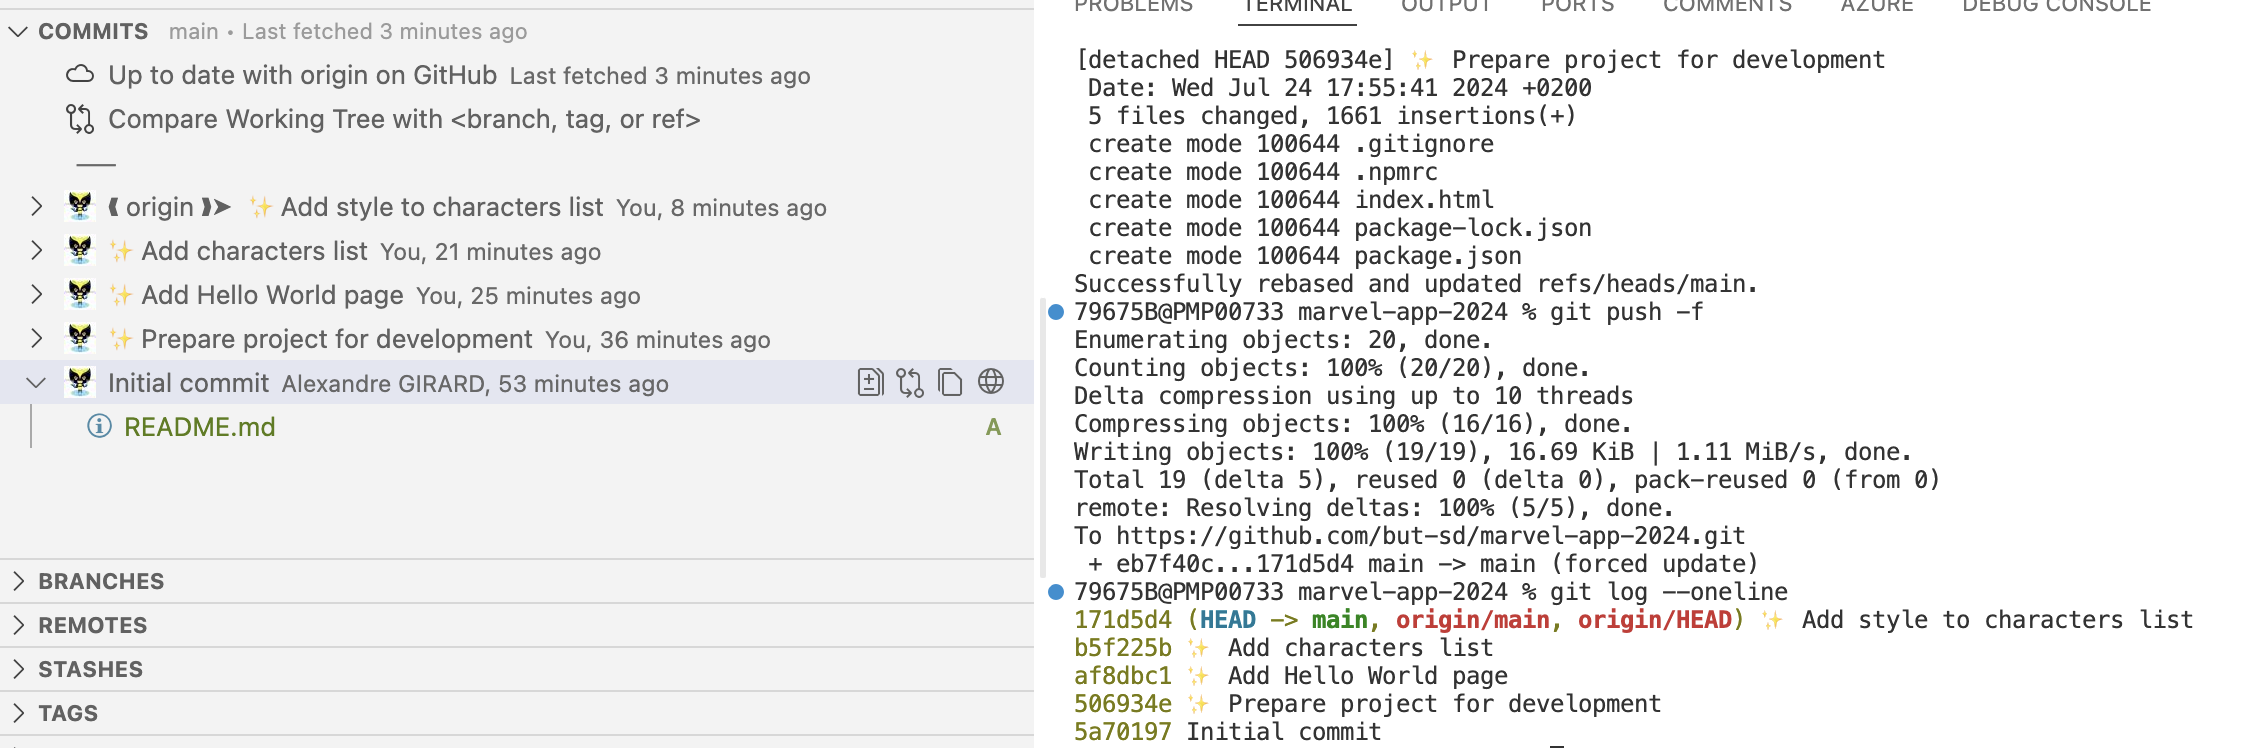 COMMITS main • Last fetched 3 minutes ago
Up to date with origin on GitHub Last fetched 3 minutes ago
Compare Working Tree with <branch, tag, or ref>
origin ✨ Add style to characters list You, 8 minutes ago
✨ Add characters list You, 21 minutes ago
✨ Add Hello World page You, 25 minutes ago
✨ Prepare project for development You, 36 minutes ago
Initial commit Alexandre GIRARD, 53 minutes ago
README.md A
BRANCHES
REMOTES
STASHES
TAGS
PROBLEMS TERMINAL OUTPUT PORTS COMMENTS AZURE DEBUG CONSOLE
[detached HEAD 506934e] ✨ Prepare project for development
Date: Wed Jul 24 17:55:41 2024 +0200
5 files changed, 1661 insertions(+)
create mode 100644 .gitignore
create mode 100644 .npmrc
create mode 100644 index.html
create mode 100644 package-lock.json
create mode 100644 package.json
Successfully rebased and updated refs/heads/main.
79675B@PMP00733 marvel-app-2024 % git push -f
Enumerating objects: 20, done.
Counting objects: 100% (20/20), done.
Delta compression using up to 10 threads
Compressing objects: 100% (16/16), done.
Writing objects: 100% (19/19), 16.69 KiB | 1.11 MiB/s, done.
Total 19 (delta 5), reused 0 (delta 0), pack-reused 0 (from 0)
remote: Resolving deltas: 100% (5/5), done.
To https://github.com/but-sd/marvel-app-2024.git
+ eb7f40c...171d5d4 main -> main (forced update)
79675B@PMP00733 marvel-app-2024 % git log --oneline
171d5d4 (HEAD -> main, origin/main, origin/HEAD) ✨ Add style to characters list
b5f225b ✨ Add characters list
af8dbc1 ✨ Add Hello World page
506934e ✨ Prepare project for development
5a70197 Initial commit